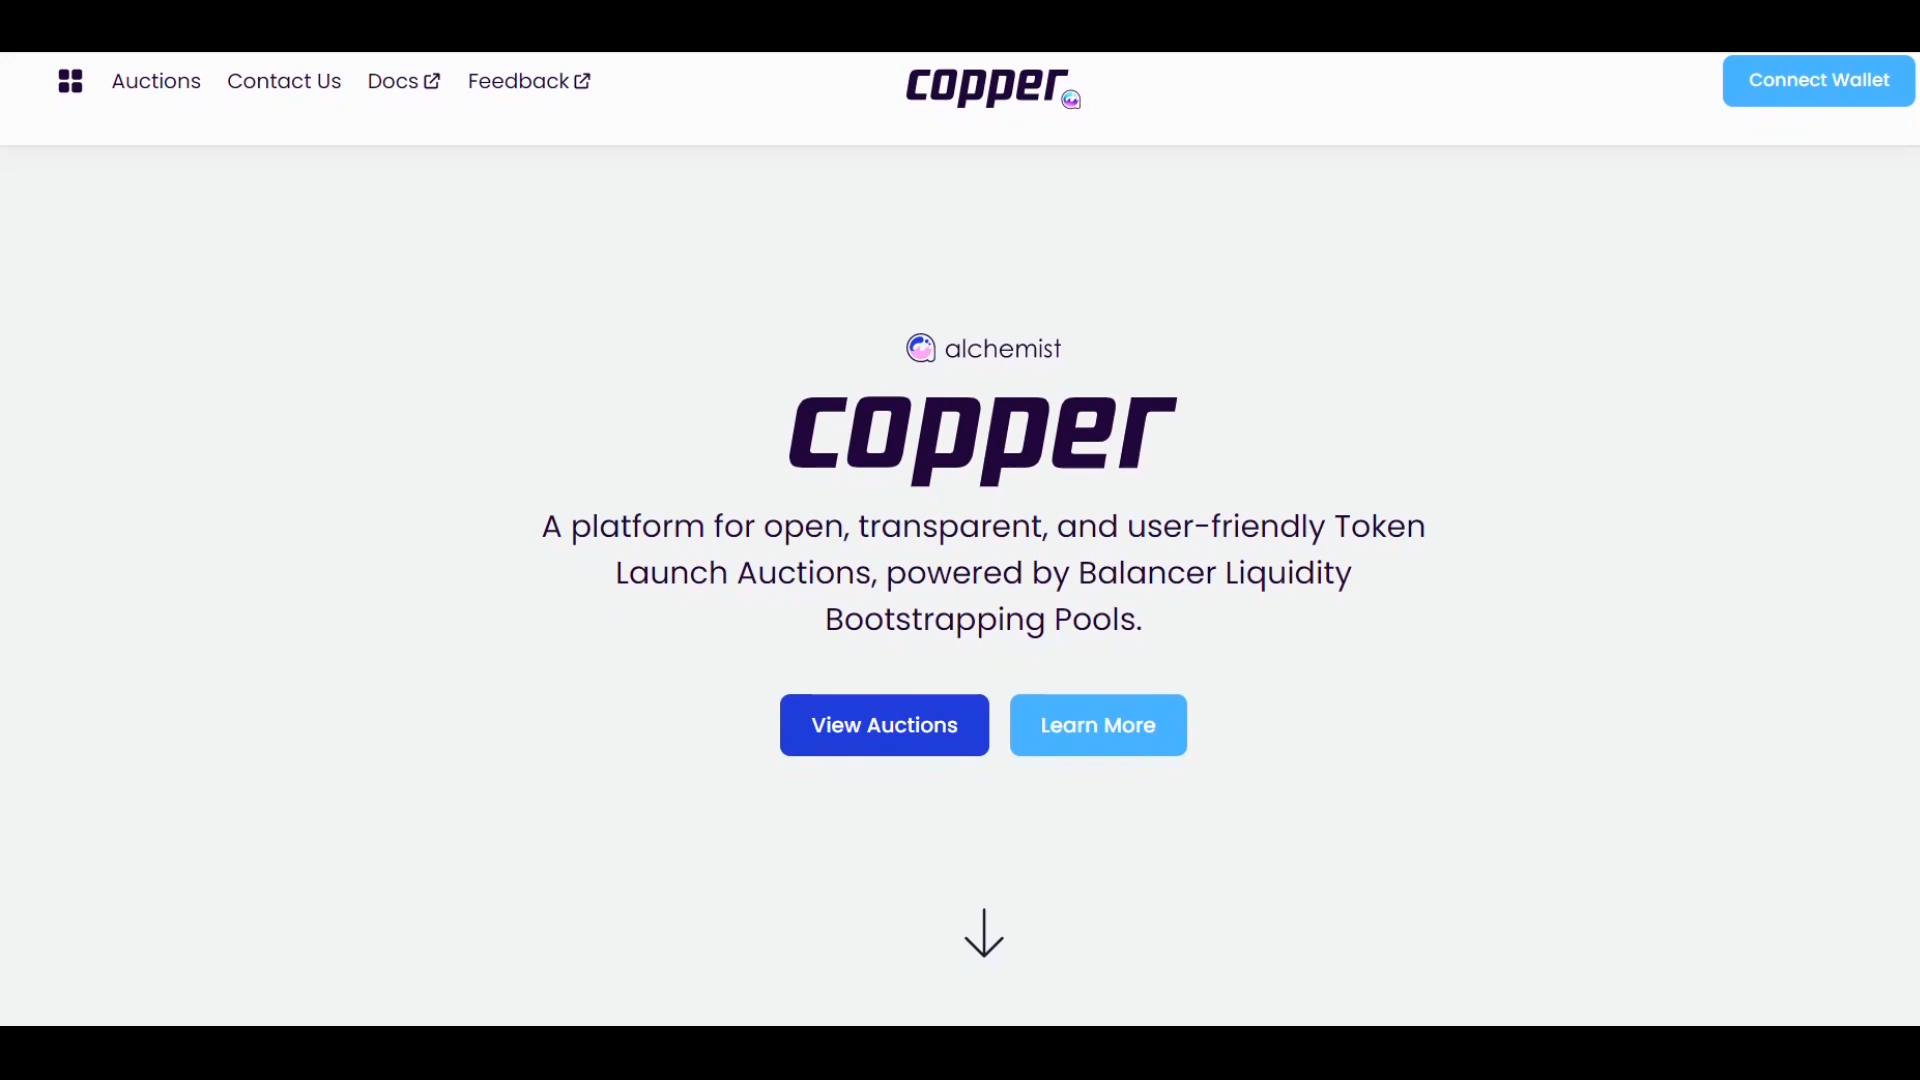 Auctions Contact Us Docs Feedback copper Connect Wallet
alchemist
copper
A platform for open, transparent, and user-friendly Token
Launch Auctions, powered by Balancer Liquidity
Bootstrapping Pools.
View Auctions Learn More